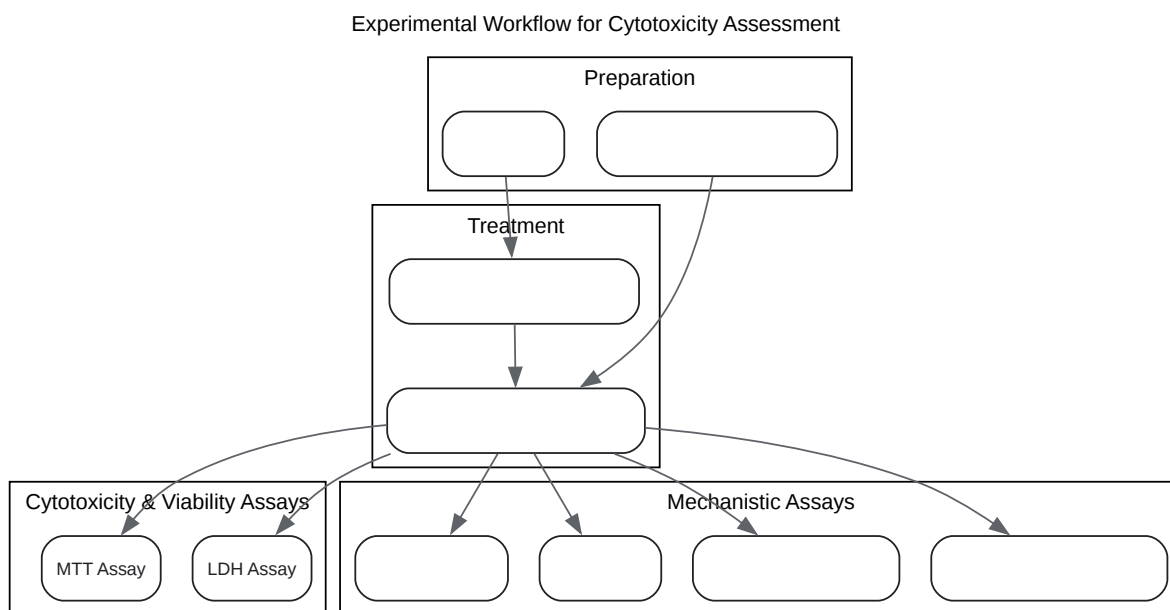 Experimental Workflow for Cytotoxicity Assessment
Preparation
Treatment
Cytotoxicity & Viability Assays
Mechanistic Assays
MTT Assay
LDH Assay